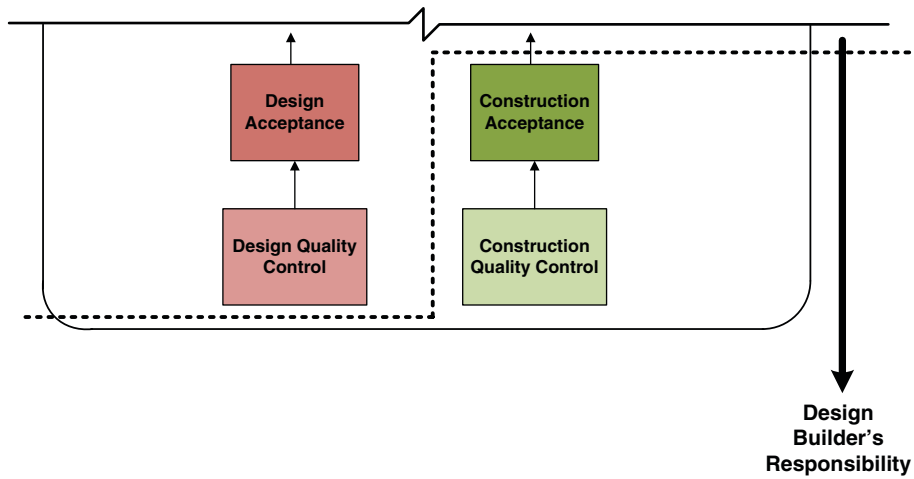 Design
Acceptance
Construction
Acceptance
Design Quality
Control
Construction
Quality Control
Design
Builder's
Responsibility